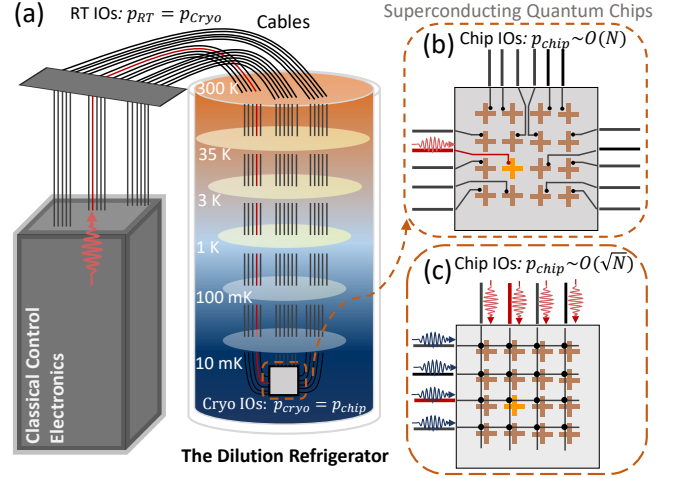 Superconducting Quantum Chips
(a)
RT IOs: p_RT = p_Cryo
Cables
300 K
35 K
3 K
1 K
100 mK
10 mK
Cryo IOs: p_cryo = p_chip
Classical Control
Electronics
The Dilution Refrigerator
(b)
Chip IOs: p_chip~O(N)
(c)
Chip IOs: p_chip~O(√N)